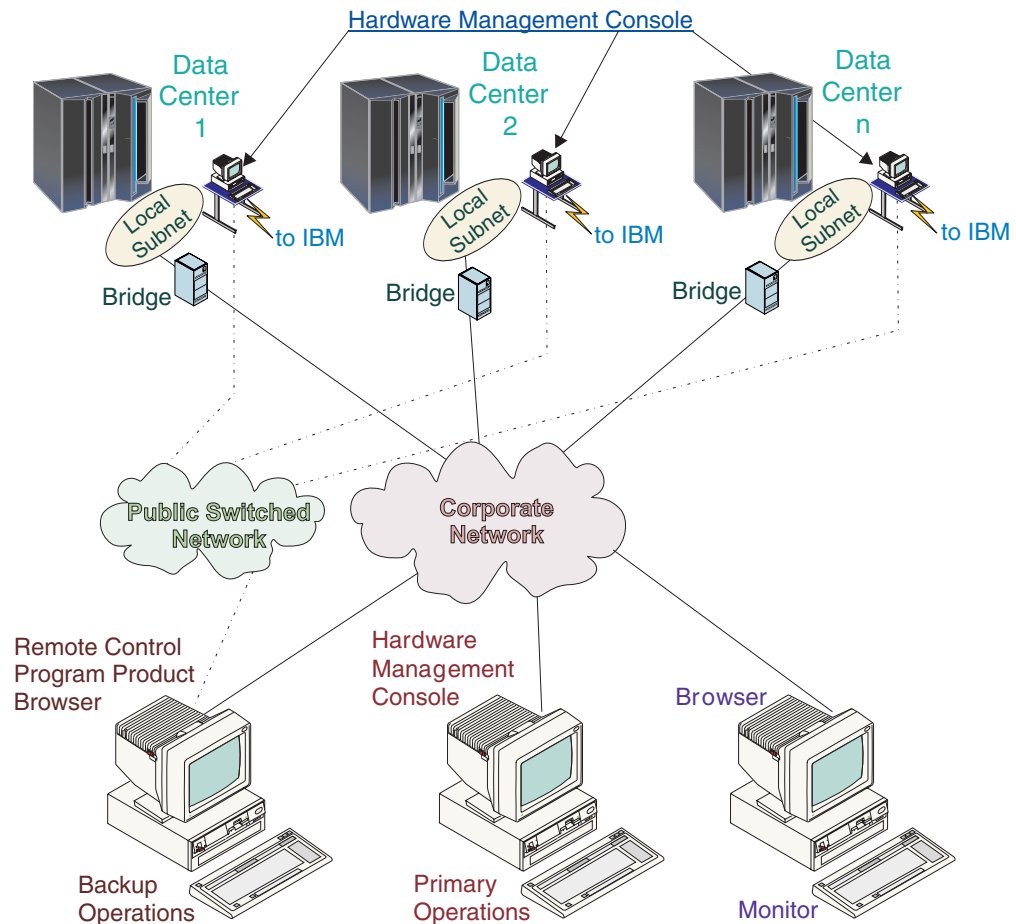 Hardware Management Console
Data
Center
1
Data
Center
2
Data
Center
n
Local
Subnet
Local
Subnet
Local
Subnet
to IBM
to IBM
to IBM
Bridge
Bridge
Bridge
Public Switched
Network
Corporate
Network
Remote Control
Program Product
Browser
Hardware
Management
Console
Browser
Backup
Operations
Primary
Operations
Monitor